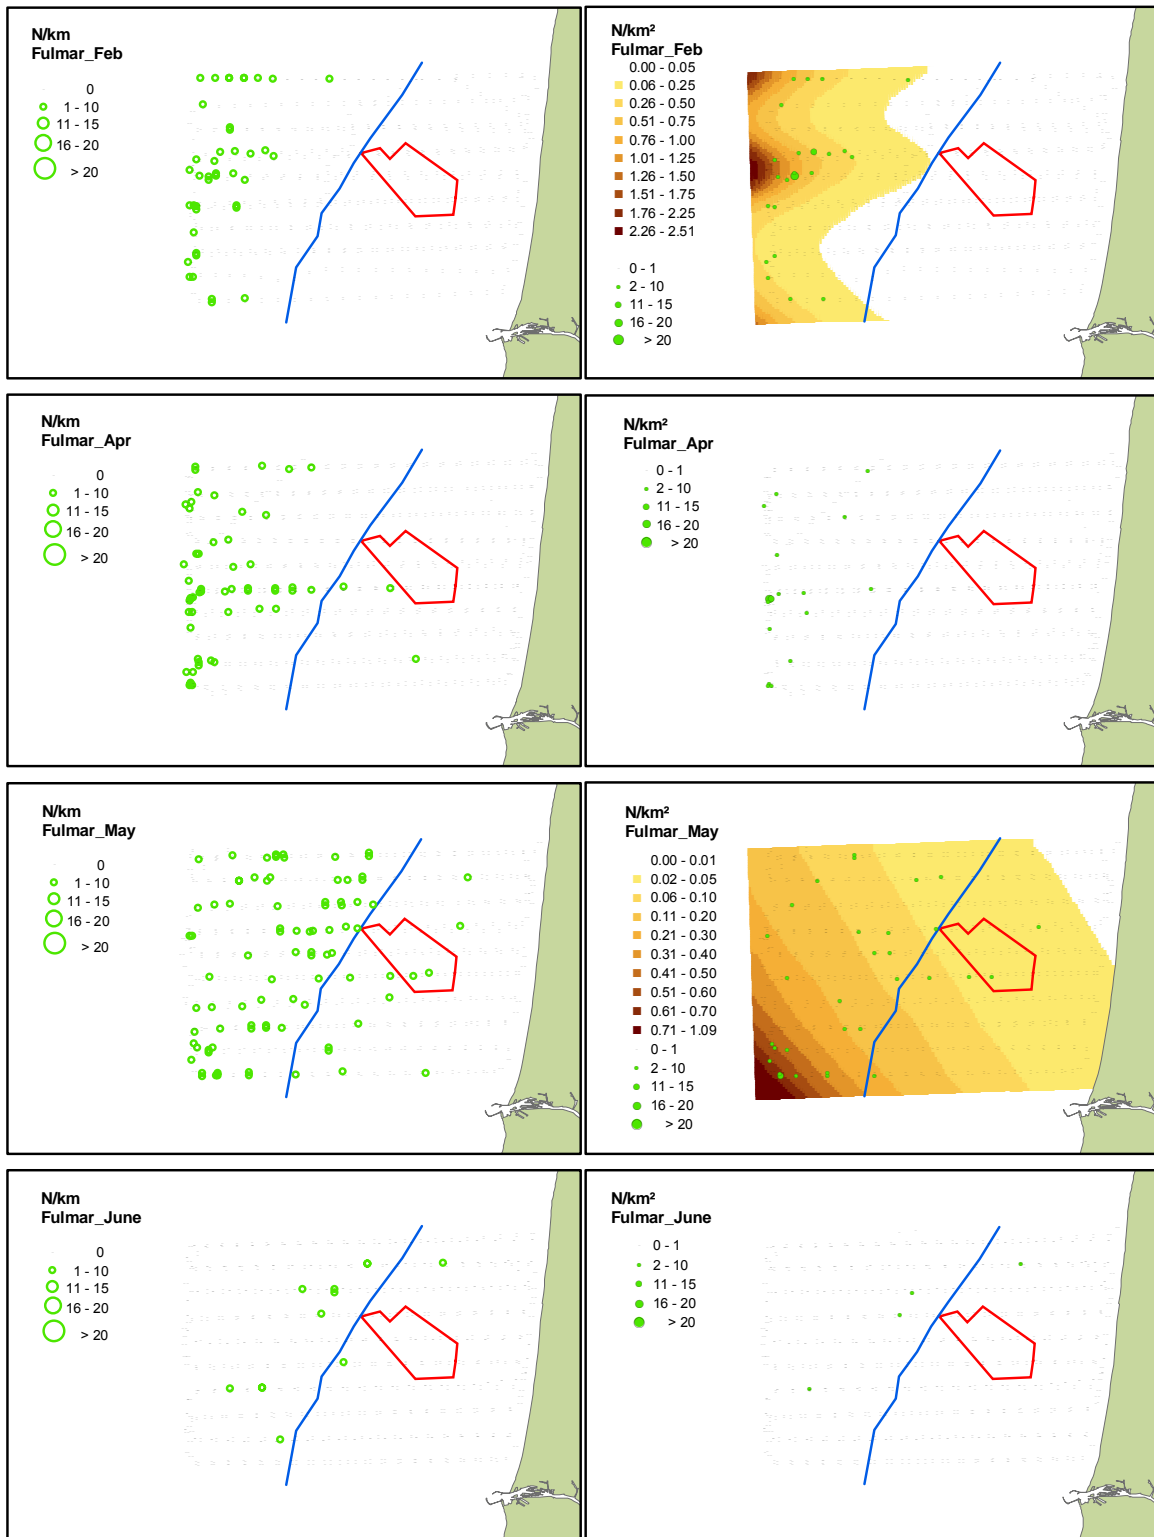 N/km
Fulmar_Feb
0
1 - 10
11 - 15
16 - 20
> 20
N/km²
Fulmar_Feb
0.00 - 0.05
0.06 - 0.25
0.26 - 0.50
0.51 - 0.75
0.76 - 1.00
1.01 - 1.25
1.26 - 1.50
1.51 - 1.75
1.76 - 2.25
2.26 - 2.51
0 - 1
2 - 10
11 - 15
16 - 20
> 20
N/km
Fulmar_Apr
0
1 - 10
11 - 15
16 - 20
> 20
N/km²
Fulmar_Apr
0 - 1
2 - 10
11 - 15
16 - 20
> 20
N/km
Fulmar_May
0
1 - 10
11 - 15
16 - 20
> 20
N/km²
Fulmar_May
0.00 - 0.01
0.02 - 0.05
0.06 - 0.10
0.11 - 0.20
0.21 - 0.30
0.31 - 0.40
0.41 - 0.50
0.51 - 0.60
0.61 - 0.70
0.71 - 1.09
0 - 1
2 - 10
11 - 15
16 - 20
> 20
N/km
Fulmar_June
0
1 - 10
11 - 15
16 - 20
> 20
N/km²
Fulmar_June
0 - 1
2 - 10
11 - 15
16 - 20
> 20